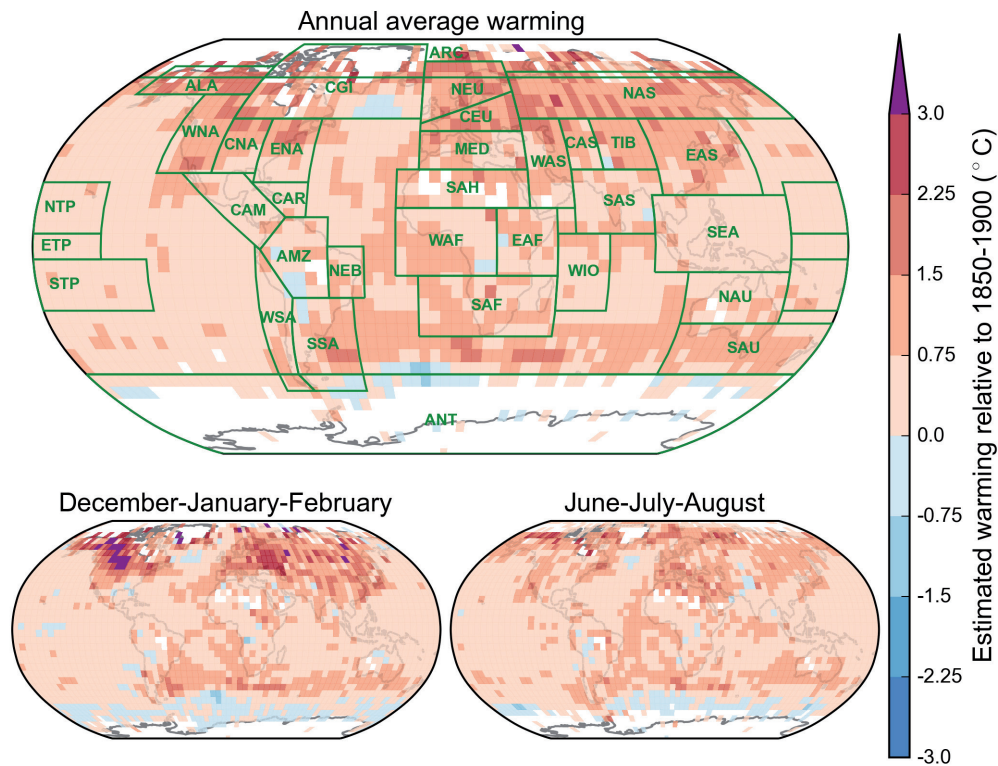 Annual average warming
ARC
ALA
CGI
NEU
NAS
WNA
CNA
ENA
CEU
MED
WAS
CAS
TIB
EAS
NTP
CAM
CAR
SAH
SAS
ETP
AMZ
NEB
WAF
EAF
SEA
STP
WIO
WSA
SSA
SAF
NAU
SAU
ANT
December-January-February
June-July-August
3.0
2.25
1.5
0.75
0.0
-0.75
-1.5
-2.25
-3.0
Estimated warming relative to 1850-1900 (°C)